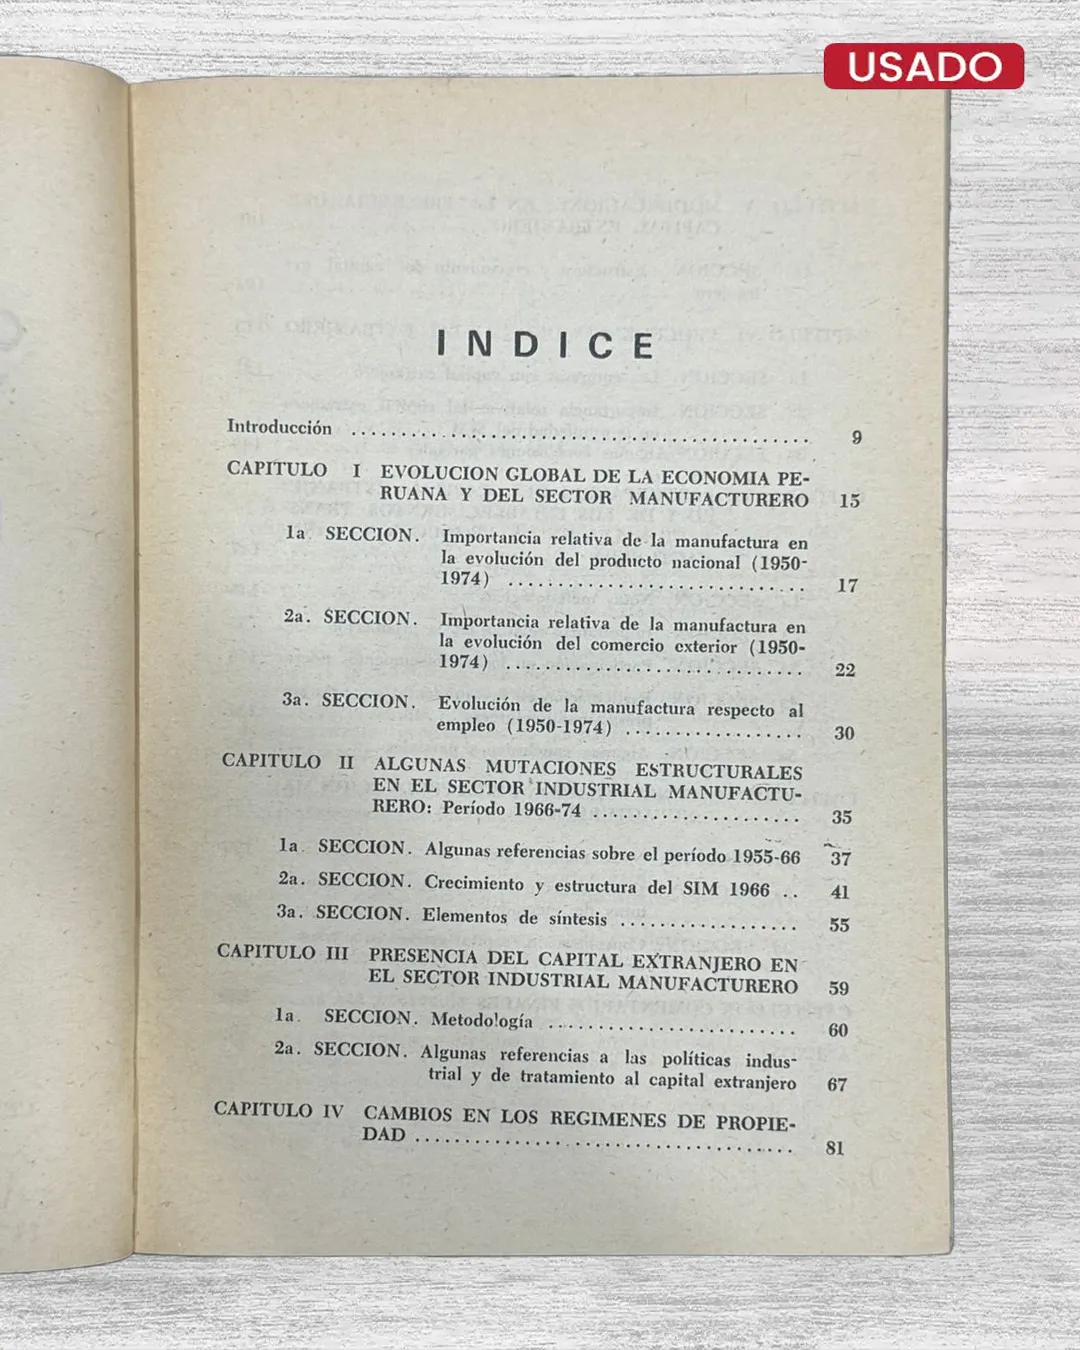 USADO
INDICE
Introducción .............................................. 9
CAPITULO I EVOLUCION GLOBAL DE LA ECONOMIA PE-
RUANA Y DEL SECTOR MANUFACTURERO 15
1a. SECCION. Importancia relativa de la manufactura en
la evolución del producto nacional (1950-
1974) .............................. 17
2a. SECCION. Importancia relativa de la manufactura en
la evolución del comercio exterior (1950-
1974) .............................. 22
3a. SECCION. Evolución de la manufactura respecto al
empleo (1950-1974) .................. 30
CAPITULO II ALGUNAS MUTACIONES ESTRUCTURALES
EN EL SECTOR INDUSTRIAL MANUFACTU-
RERO: Período 1966-74 ..................... 35
1a. SECCION. Algunas referencias sobre el período 1955-66 37
2a. SECCION. Crecimiento y estructura del SIM 1966 .. 41
3a. SECCION. Elementos de síntesis .................. 55
CAPITULO III PRESENCIA DEL CAPITAL EXTRANJERO EN
EL SECTOR INDUSTRIAL MANUFACTURERO 59
1a. SECCION. Metodología ......................... 60
2a. SECCION. Algunas referencias a las políticas indus-
trial y de tratamiento al capital extranjero 67
CAPITULO IV CAMBIOS EN LOS REGIMENES DE PROPIE-
DAD ...................................... 81